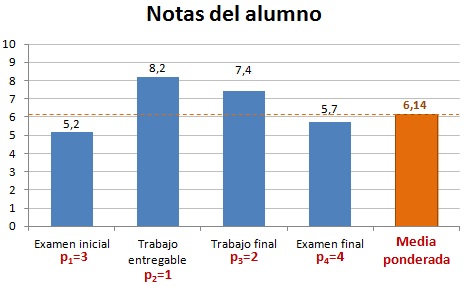 Notas del alumno
10
9
8
7
6
5
4
3
2
1
0
5,2
8,2
7,4
5,7
6,14
Examen inicial
p₁=3
Trabajo
entregable
p₂=1
Trabajo final
p₃=2
Examen final
p₄=4
Media
ponderada